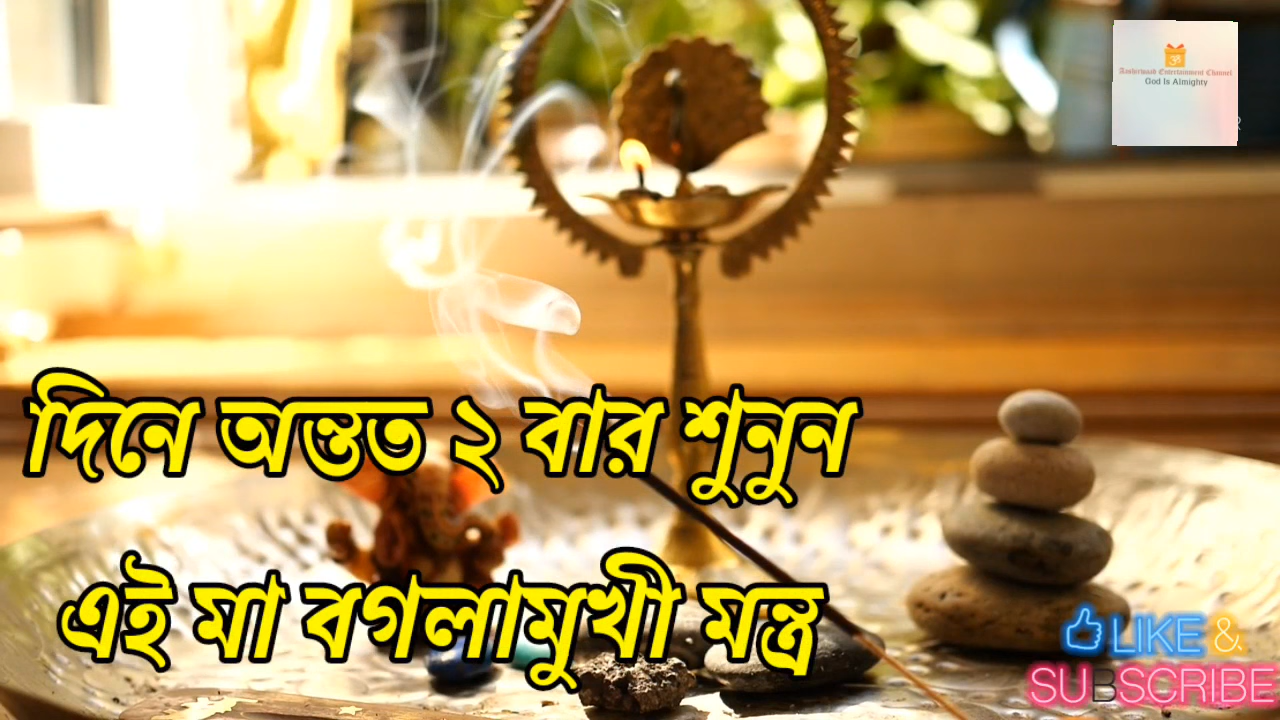 ॐ
God Is Almighty
দিনে অন্তত ২ বার শুনুন
এই মা বগলামুখী মন্ত্র
LIKE &
SUBSCRIBE